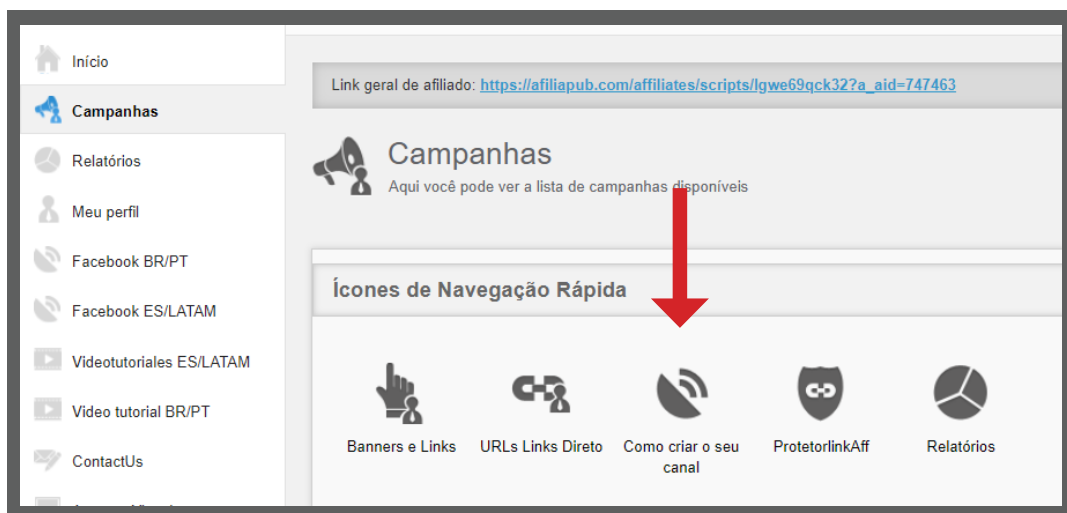 Início
Campanhas
Relatórios
Meu perfil
Facebook BR/PT
Facebook ES/LATAM
Videotutoriales ES/LATAM
Video tutorial BR/PT
ContactUs
Link geral de afiliado: https://afiliapub.com/affiliates/scripts/lgwe69qck32?a_aid=747463
Campanhas
Aqui você pode ver a lista de campanhas disponíveis
Ícones de Navegação Rápida
Banners e Links
URLs Links Direto
Como criar o seu
canal
ProtetorlinkAff
Relatórios